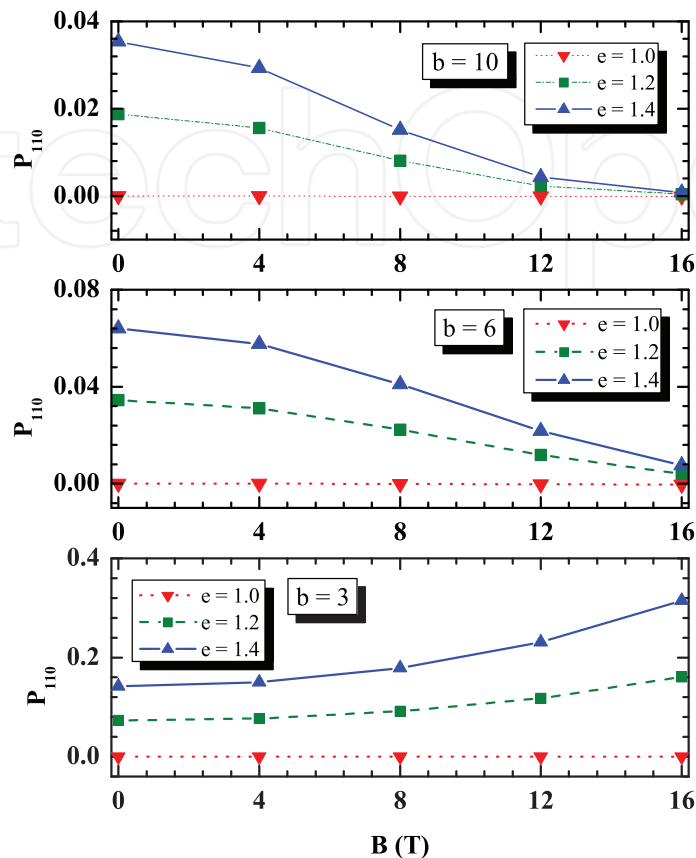 0.04
0.02
0.00
P110
b = 10
e = 1.0
e = 1.2
e = 1.4
0 4 8 12 16
0.08
0.04
0.00
P110
b = 6
e = 1.0
e = 1.2
e = 1.4
0 4 8 12 16
0.4
0.2
0.0
P110
e = 1.0
e = 1.2
e = 1.4
b = 3
0 4 8 12 16
B (T)